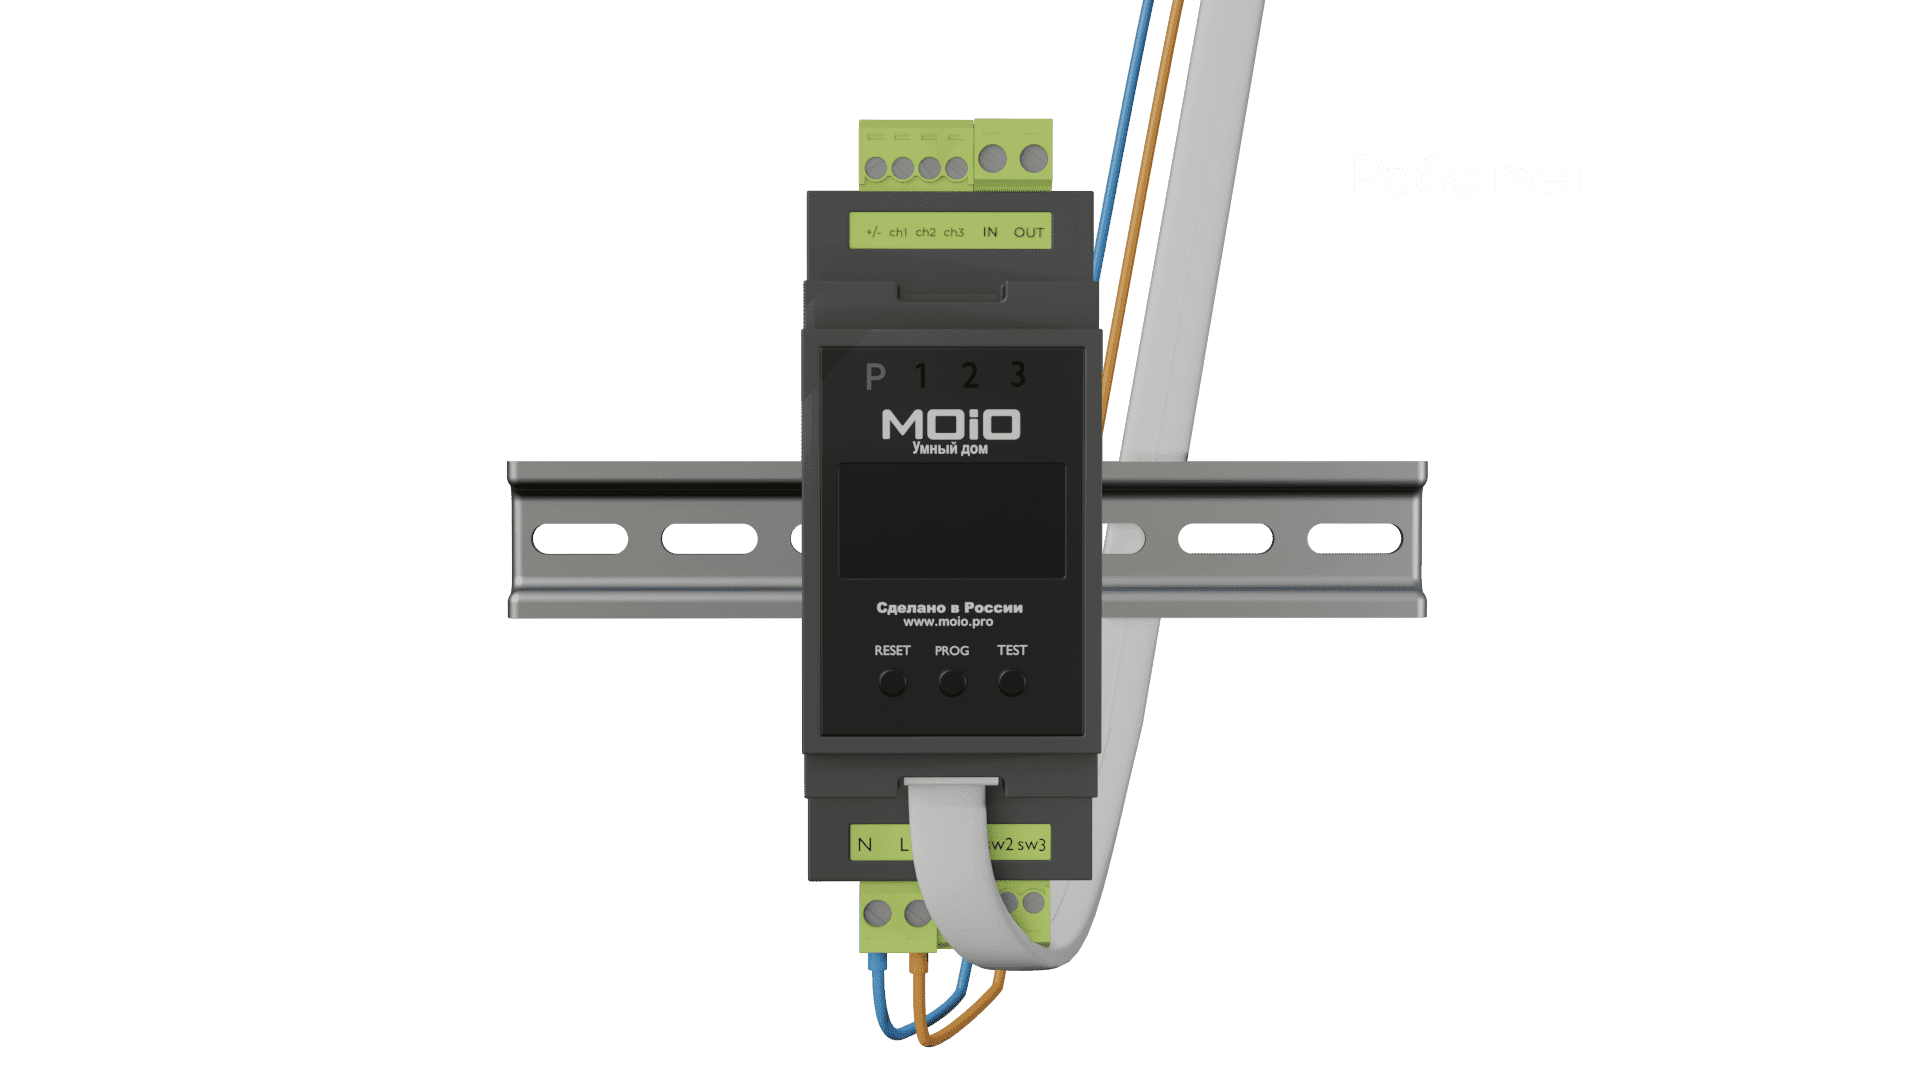 +/- ch1 ch2 ch3 IN OUT
P 1 2 3
MOiO
Умный дом
Сделано в России
www.moio.pro
RESET PROG TEST
N L sw2 sw3